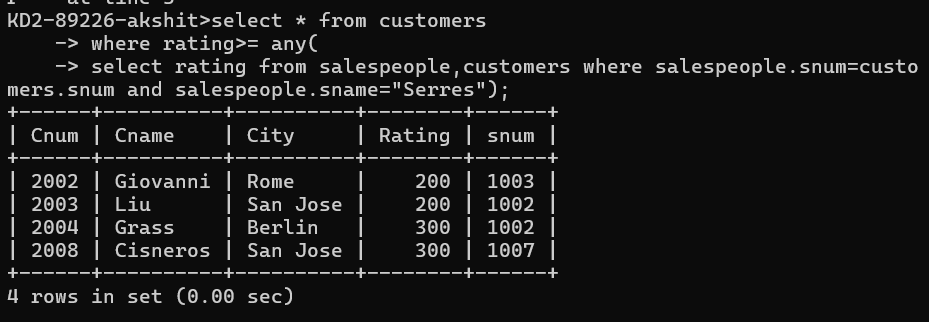 KD2-89226-akshit>select * from customers
    -> where rating>= any(
    -> select rating from salespeople,customers where salespeople.snum=custo
mers.snum and salespeople.sname="Serres");
+------+----------+----------+--------+------+
| Cnum | Cname    | City     | Rating | snum |
+------+----------+----------+--------+------+
| 2002 | Giovanni | Rome     |    200 | 1003 |
| 2003 | Liu      | San Jose |    200 | 1002 |
| 2004 | Grass    | Berlin   |    300 | 1002 |
| 2008 | Cisneros | San Jose |    300 | 1007 |
+------+----------+----------+--------+------+
4 rows in set (0.00 sec)